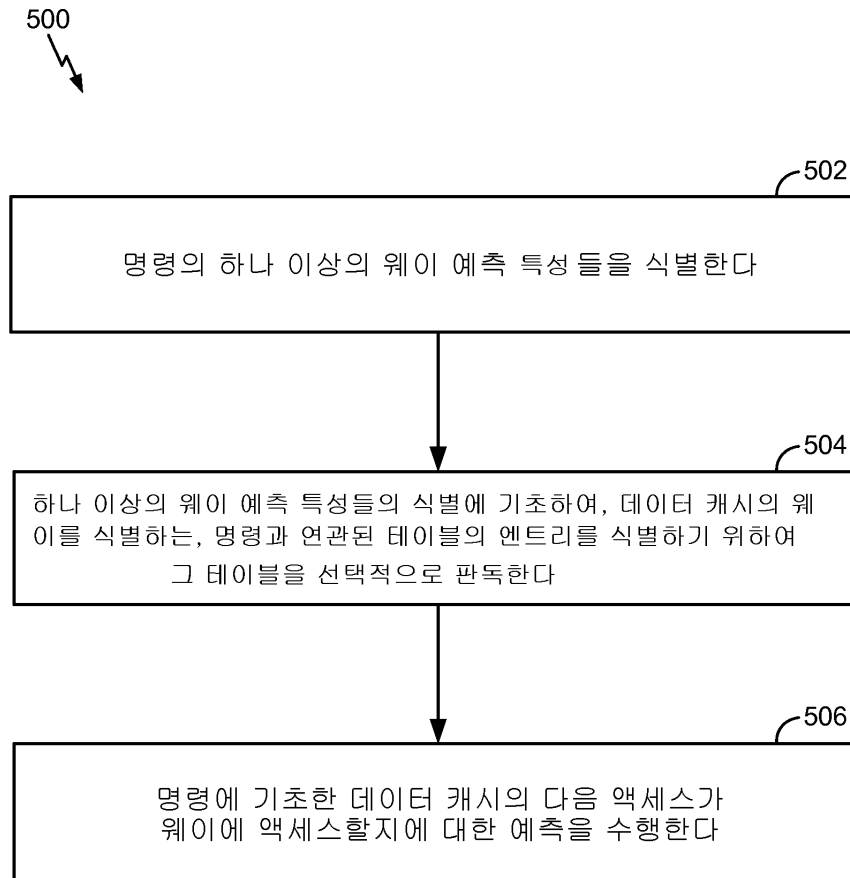 500
502
명령의 하나 이상의 웨이 예측 특성들을 식별한다
504
하나 이상의 웨이 예측 특성들의 식별에 기초하여, 데이터 캐시의 웨
이를 식별하는, 명령과 연관된 테이블의 엔트리를 식별하기 위하여
그 테이블을 선택적으로 판독한다
506
명령에 기초한 데이터 캐시의 다음 액세스가
웨이에 액세스할지에 대한 예측을 수행한다